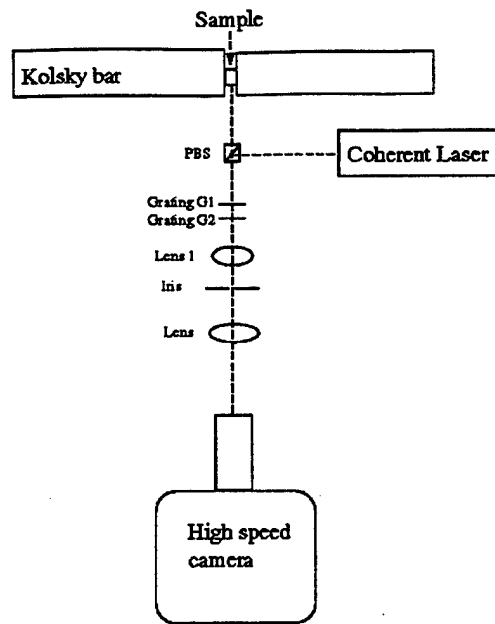 Sample
Kolsky bar
PBS
Coherent Laser
Grating G1
Grating G2
Lens 1
Iris
Lens
High speed
camera